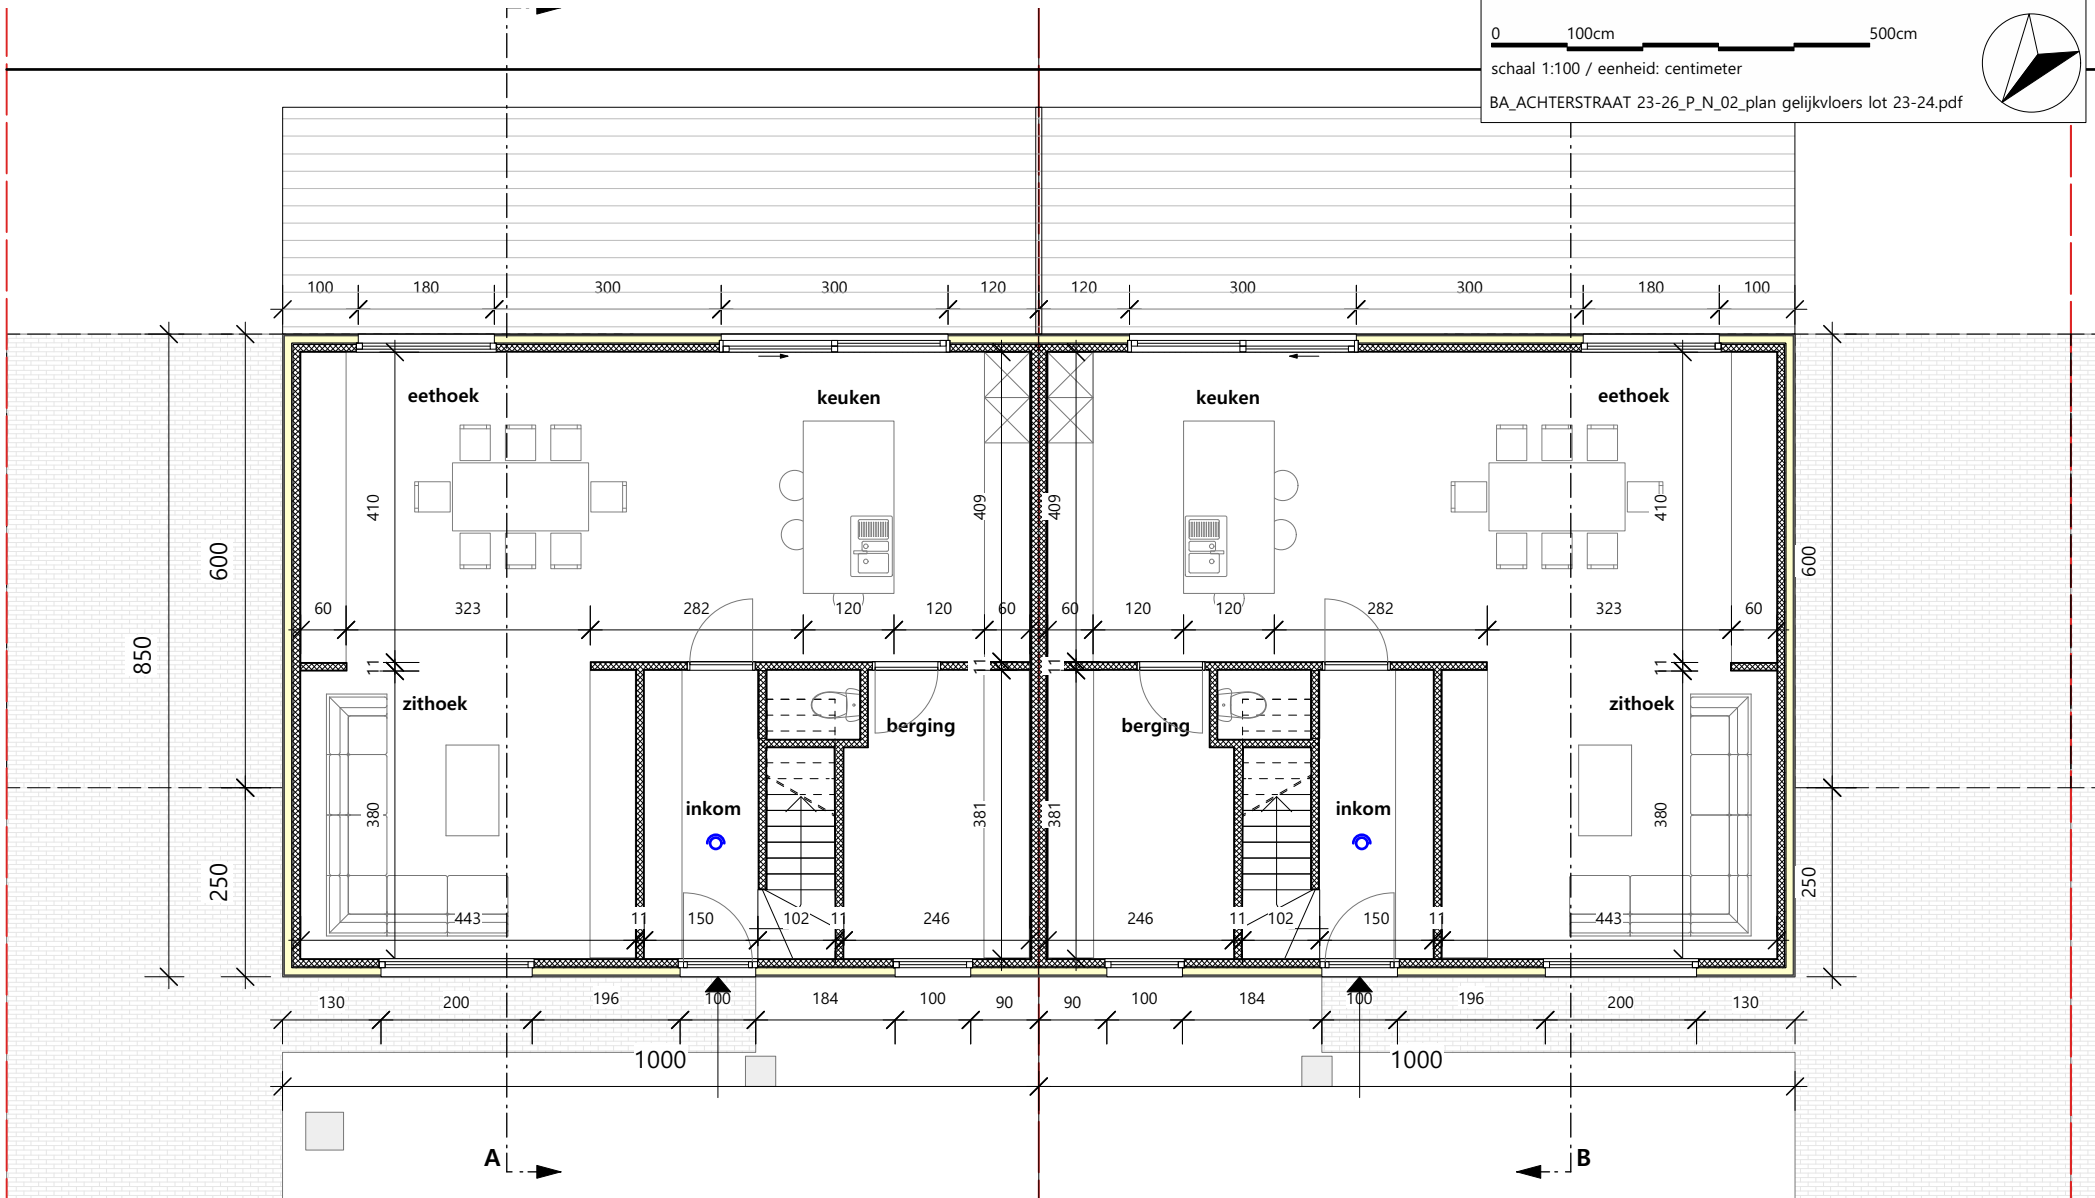 0 100cm 500cm
schaal 1:100 / eenheid: centimeter
BA_ACHTERSTRAAT 23-26_P_N_02_plan gelijkvloers lot 23-24.pdf
100 180 300 300 120 120 300 300 180 100
eethoek keuken keuken eethoek
410 409 409 410
600 600
850
60 323 282 120 120 60 60 120 120 282 323 60
11 11 11 11
zithoek berging berging zithoek
inkom inkom
380 381 381 380
250 250
443 11 150 102 11 246 246 11 102 150 11 443
130 200 196 100 184 100 90 90 100 184 100 196 200 130
1000 1000
A B